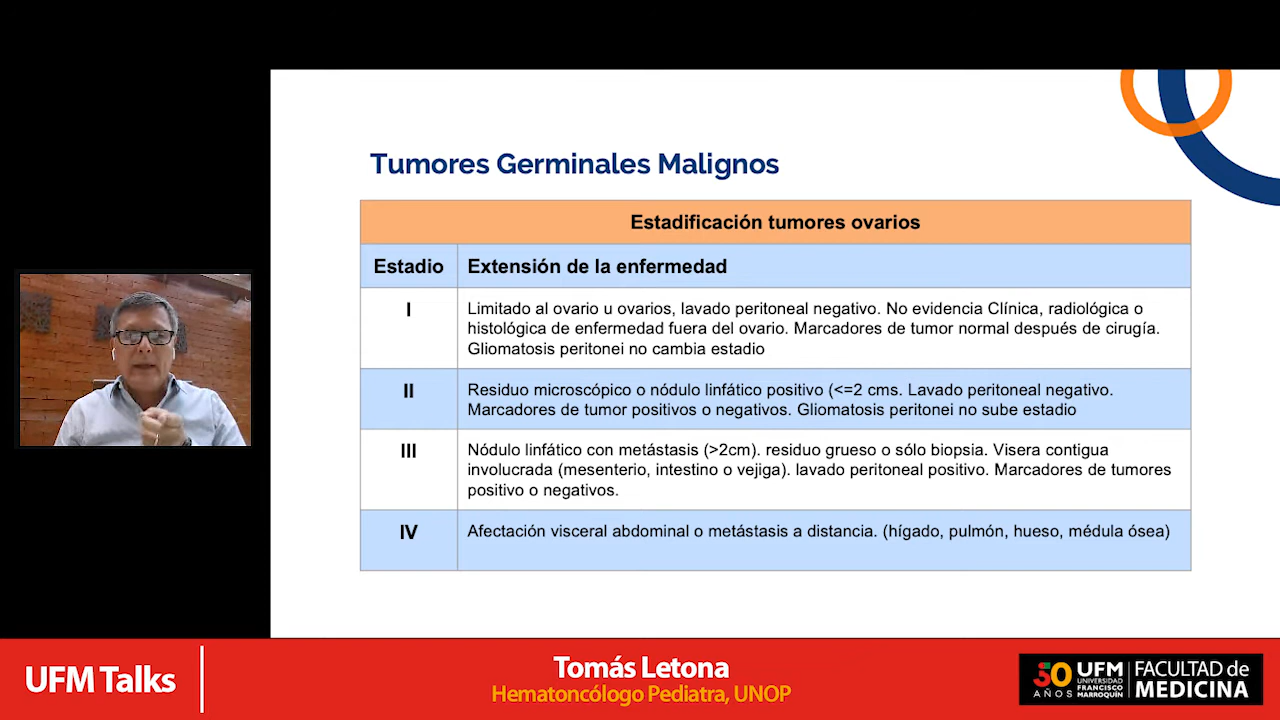 Tumores Germinales Malignos
Estadificación tumores ovarios
Estadio
Extensión de la enfermedad
I
Limitado al ovario u ovarios, lavado peritoneal negativo. No evidencia Clínica, radiológica o
histológica de enfermedad fuera del ovario. Marcadores de tumor normal después de cirugía.
Gliomatosis peritonei no cambia estadio
II
Residuo microscópico o nódulo linfático positivo (<=2 cms. Lavado peritoneal negativo.
Marcadores de tumor positivos o negativos. Gliomatosis peritonei no sube estadio
III
Nódulo linfático con metástasis (>2cm). residuo grueso o sólo biopsia. Visera contigua
involucrada (mesenterio, intestino o vejiga). lavado peritoneal positivo. Marcadores de tumores
positivo o negativos.
IV
Afectación visceral abdominal o metástasis a distancia. (hígado, pulmón, hueso, médula ósea)
UFM Talks
Tomás Letona
Hematoncólogo Pediatra, UNOP
50
AÑOS
UFM
UNIVERSIDAD
FRANCISCO
MARROQUÍN
FACULTAD de
MEDICINA